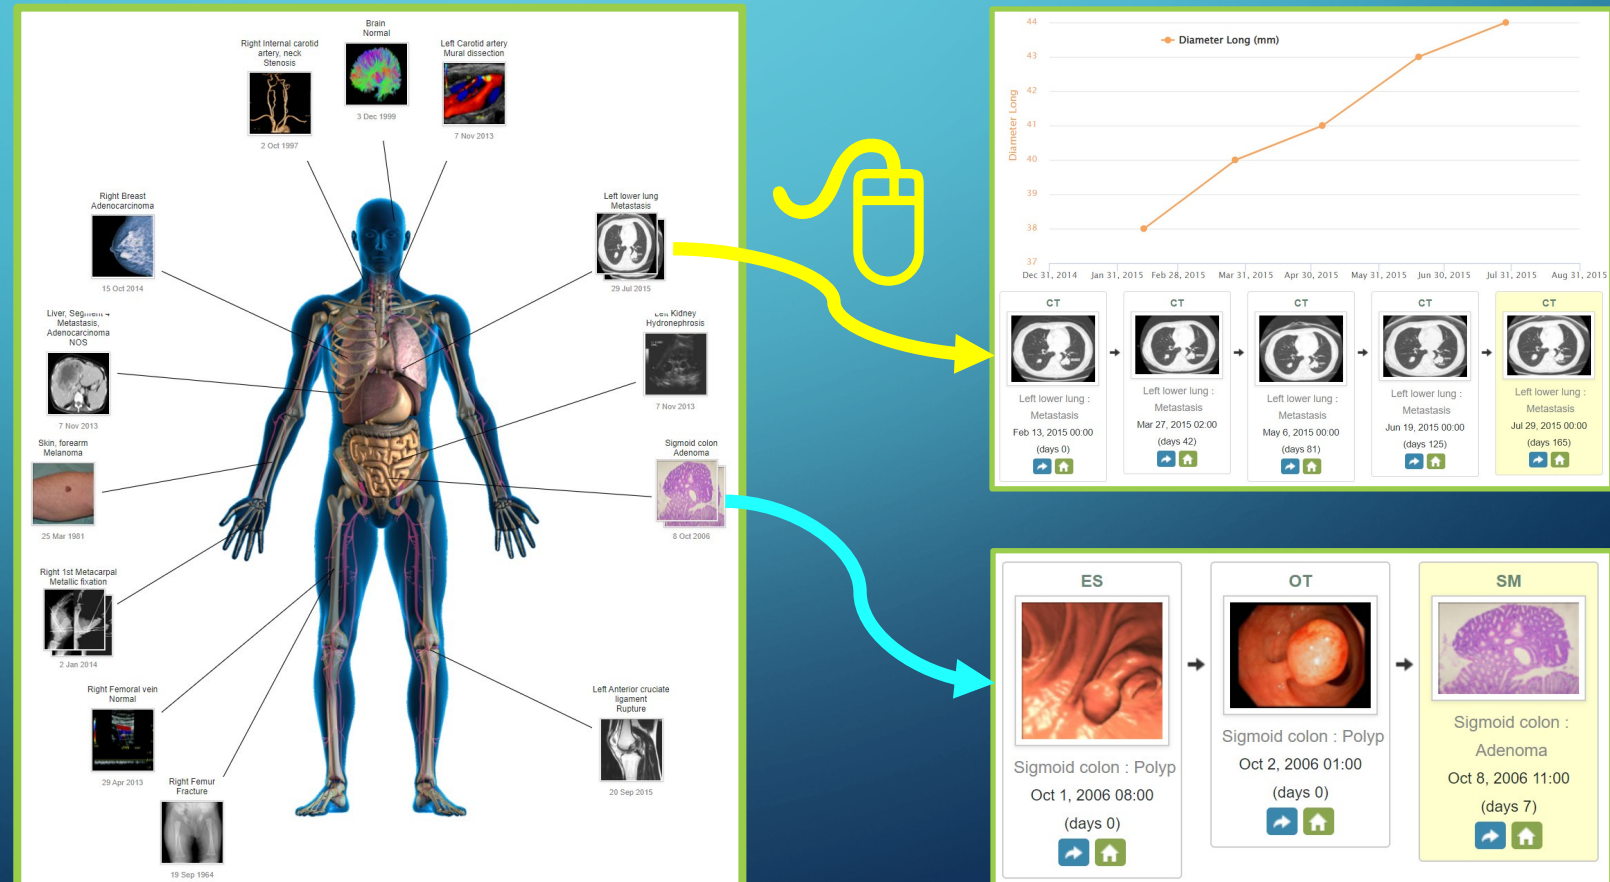 Brain
Normal
3 Dec 1999
Right Internal carotid
artery, neck
Stenosis
2 Oct 1997
Left Carotid artery
Mural dissection
7 Nov 2013
Right Breast
Adenocarcinoma
15 Oct 2014
Left lower lung
Metastasis
29 Jul 2015
Liver, Segment 4
Metastasis,
Adenocarcinoma
NOS
7 Nov 2013
Left Kidney
Hydronephrosis
7 Nov 2013
Skin, forearm
Melanoma
25 Mar 1981
Sigmoid colon
Adenoma
8 Oct 2006
Right 1st Metacarpal
Metallic fixation
2 Jan 2014
Right Femoral vein
Normal
29 Apr 2013
Left Anterior cruciate
ligament
Rupture
20 Sep 2015
Right Femur
Fracture
19 Sep 1964
Diameter Long (mm)
Diameter Long
44
43
42
41
40
39
38
37
Dec 31, 2014 Jan 31, 2015 Feb 28, 2015 Mar 31, 2015 Apr 30, 2015 May 31, 2015 Jun 30, 2015 Jul 31, 2015 Aug 31, 2015
CT
Left lower lung :
Metastasis
Feb 13, 2015 00:00
(days 0)
CT
Left lower lung :
Metastasis
Mar 27, 2015 02:00
(days 42)
CT
Left lower lung :
Metastasis
May 6, 2015 00:00
(days 81)
CT
Left lower lung :
Metastasis
Jun 19, 2015 00:00
(days 125)
CT
Left lower lung :
Metastasis
Jul 29, 2015 00:00
(days 165)
ES
Sigmoid colon : Polyp
Oct 1, 2006 08:00
(days 0)
OT
Sigmoid colon : Polyp
Oct 2, 2006 01:00
(days 0)
SM
Sigmoid colon :
Adenoma
Oct 8, 2006 11:00
(days 7)